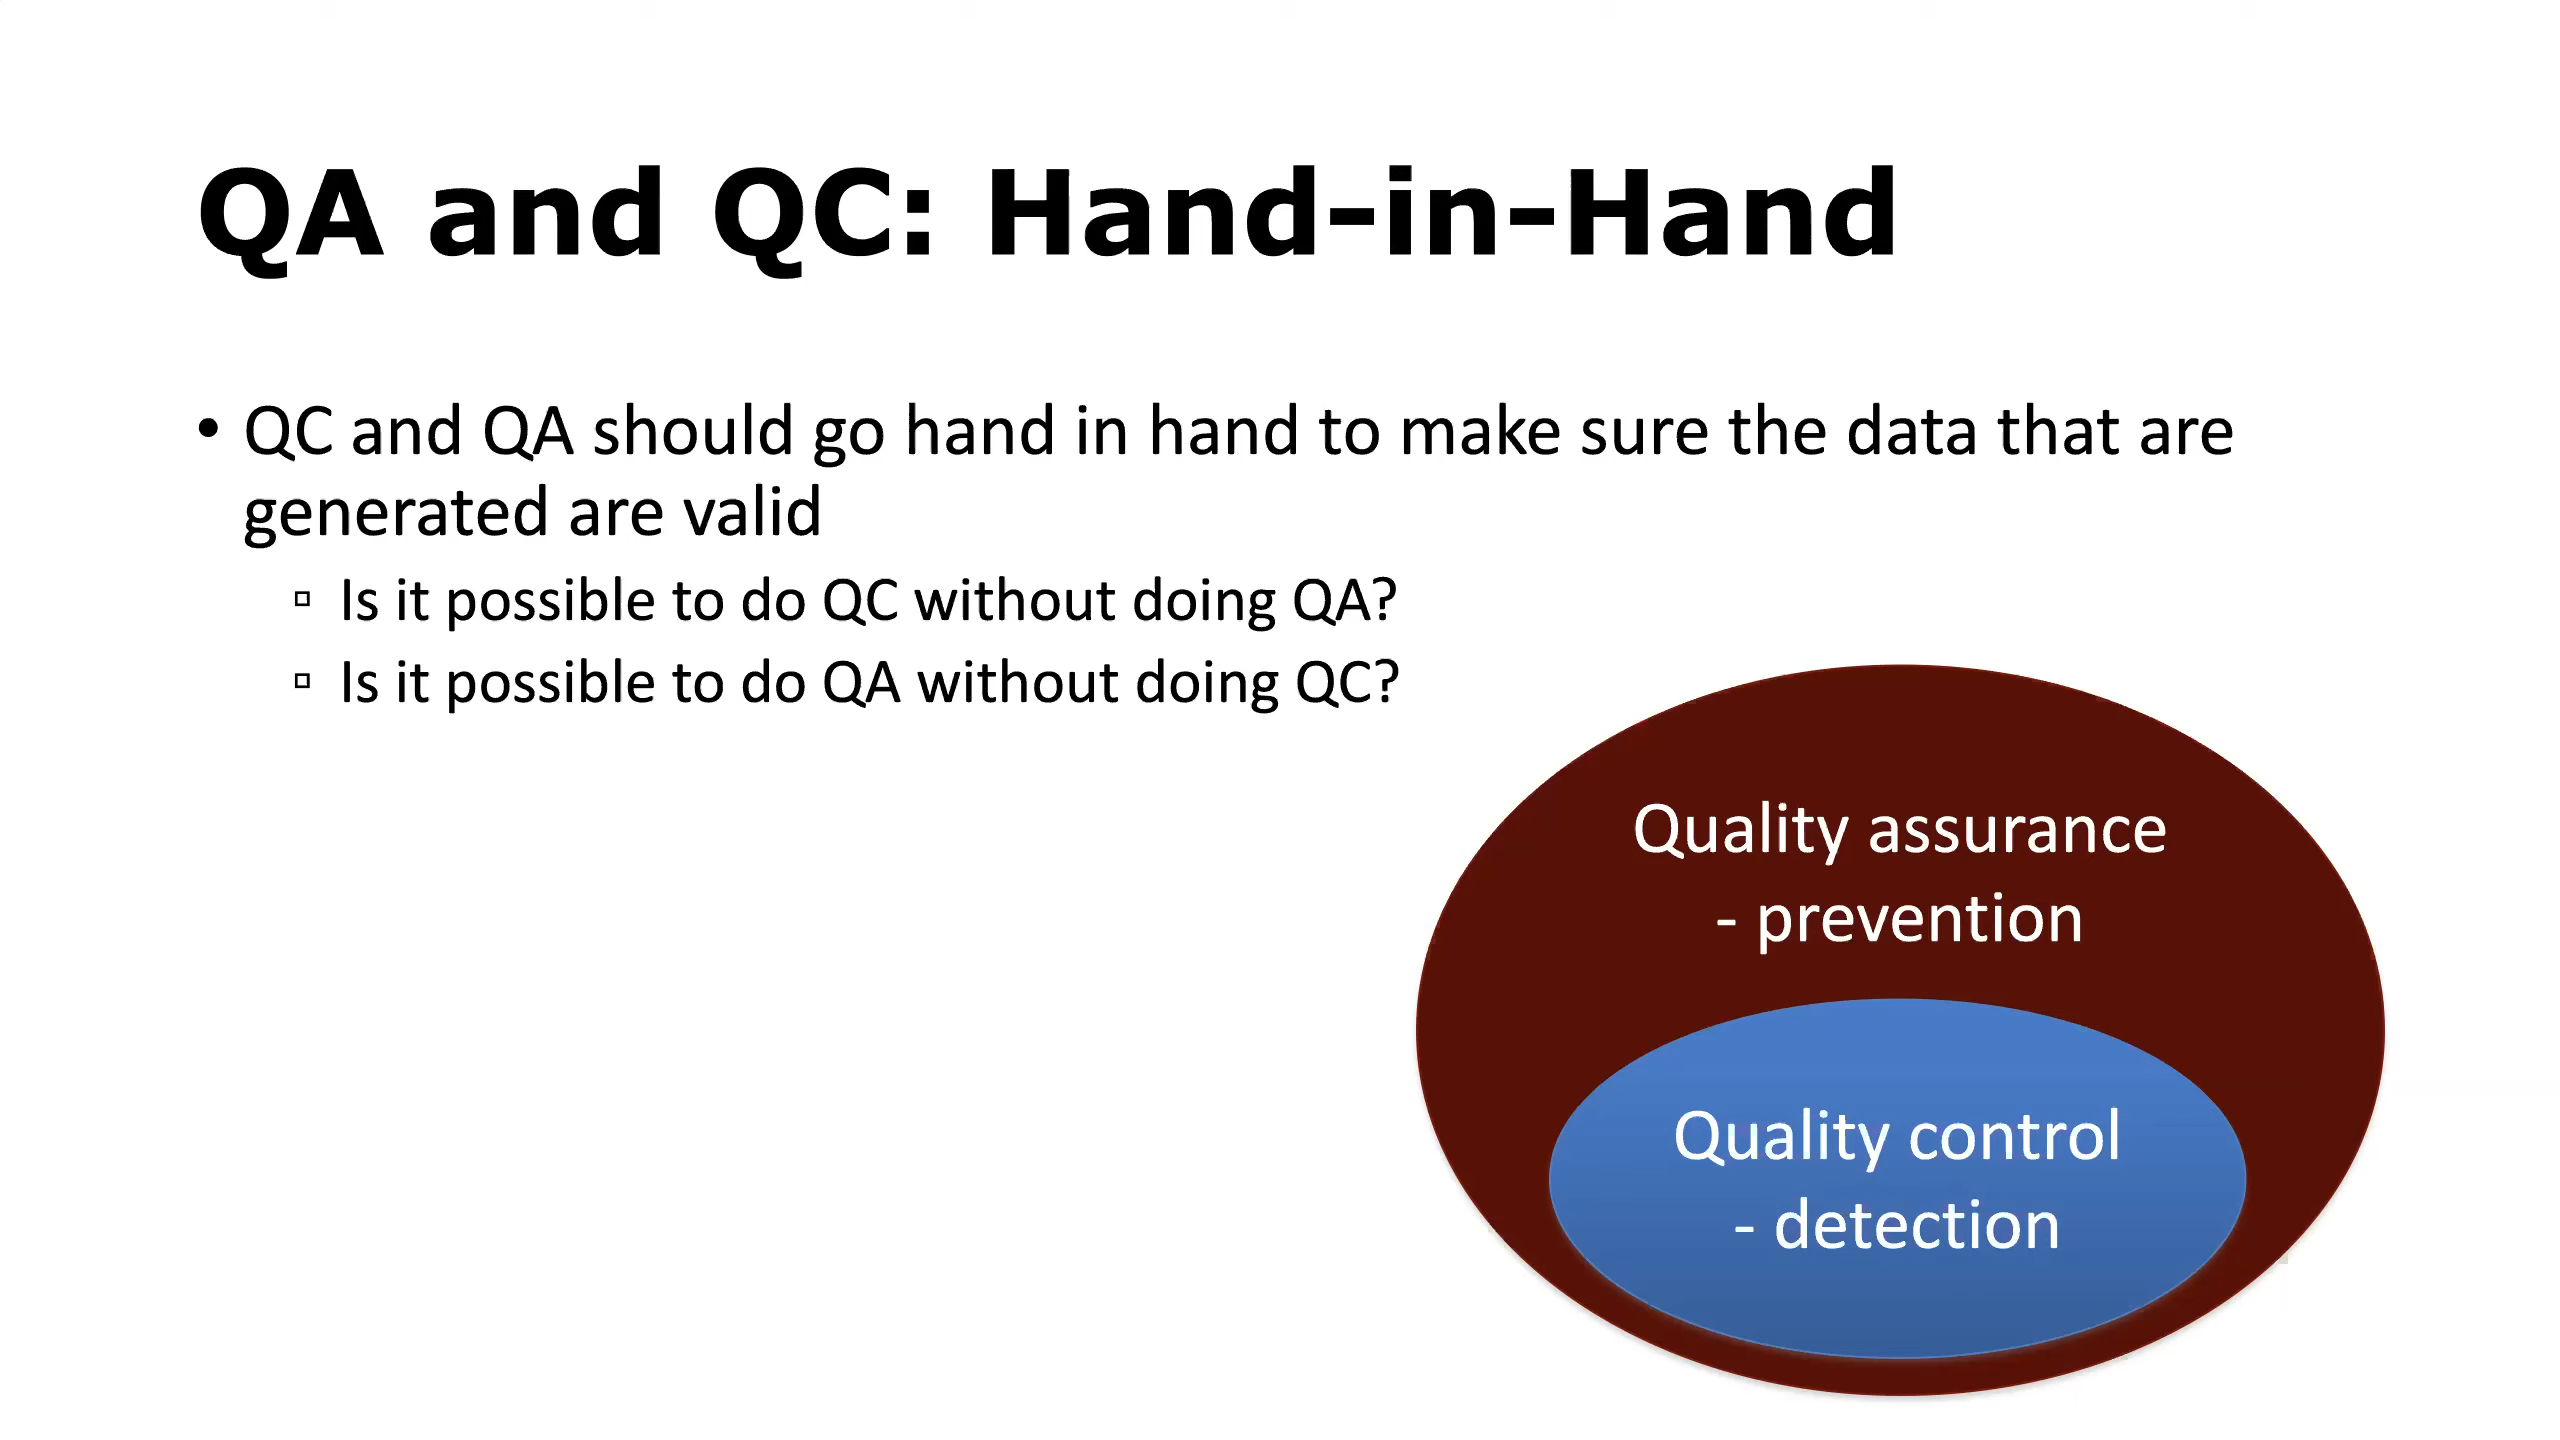 QA and QC: Hand-in-Hand
• QC and QA should go hand in hand to make sure the data that are
generated are valid
▫ Is it possible to do QC without doing QA?
▫ Is it possible to do QA without doing QC?
Quality assurance
- prevention
Quality control
- detection